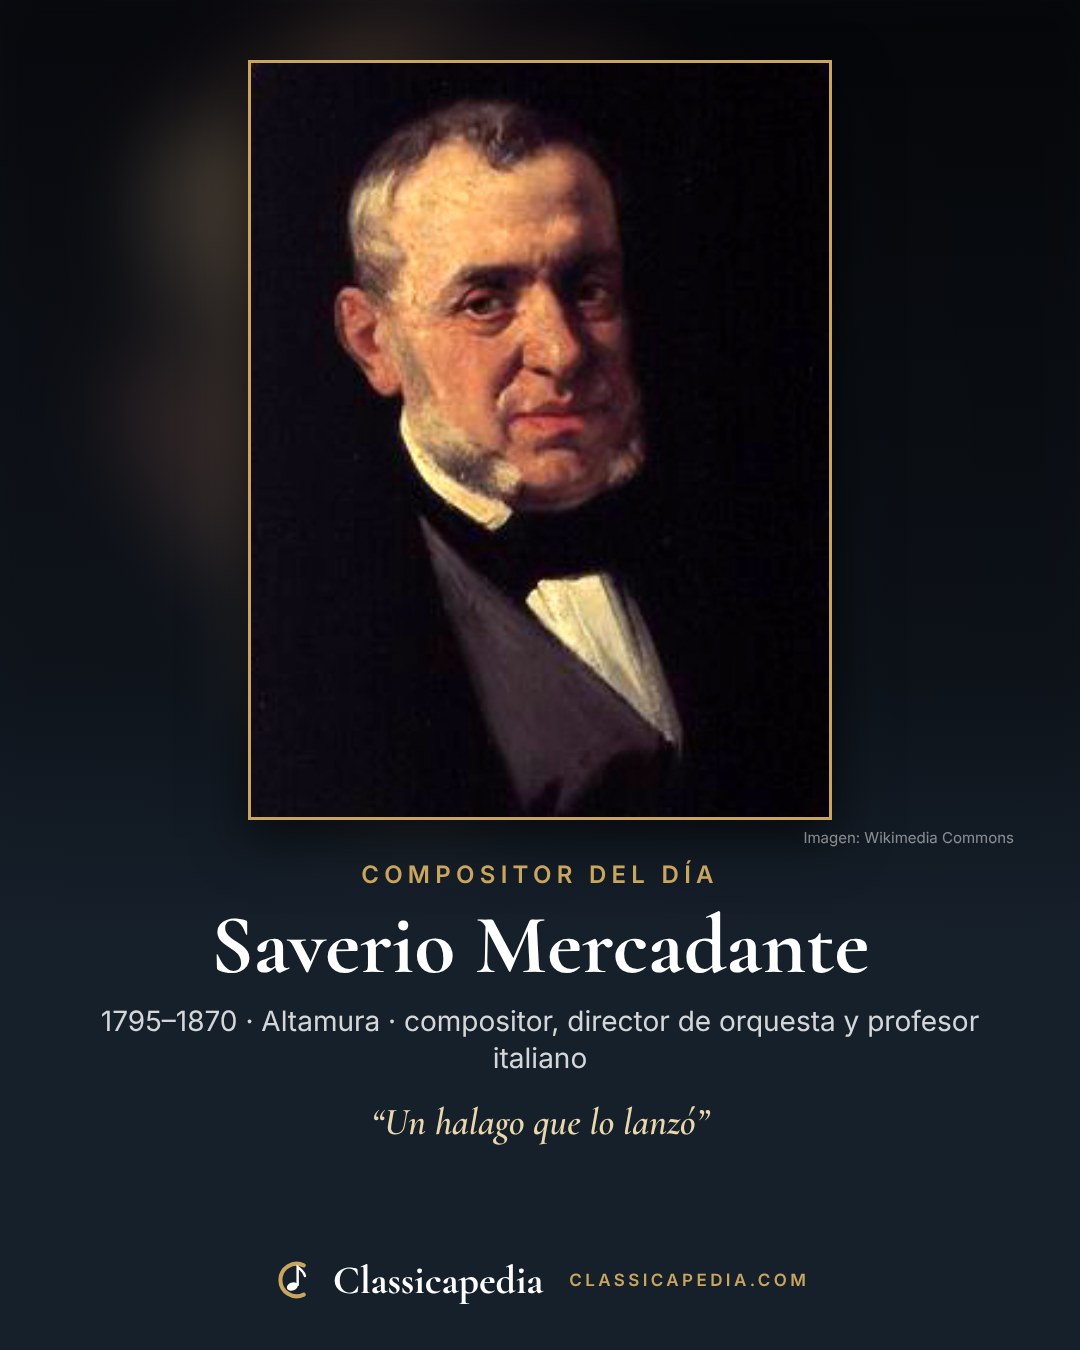 Imagen: Wikimedia Commons
COMPOSITOR DEL DÍA
Saverio Mercadante
1795–1870 · Altamura · compositor, director de orquesta y profesor
italiano
“Un halago que lo lanzó”
Classicapedia CLASSICAPEDIA.COM